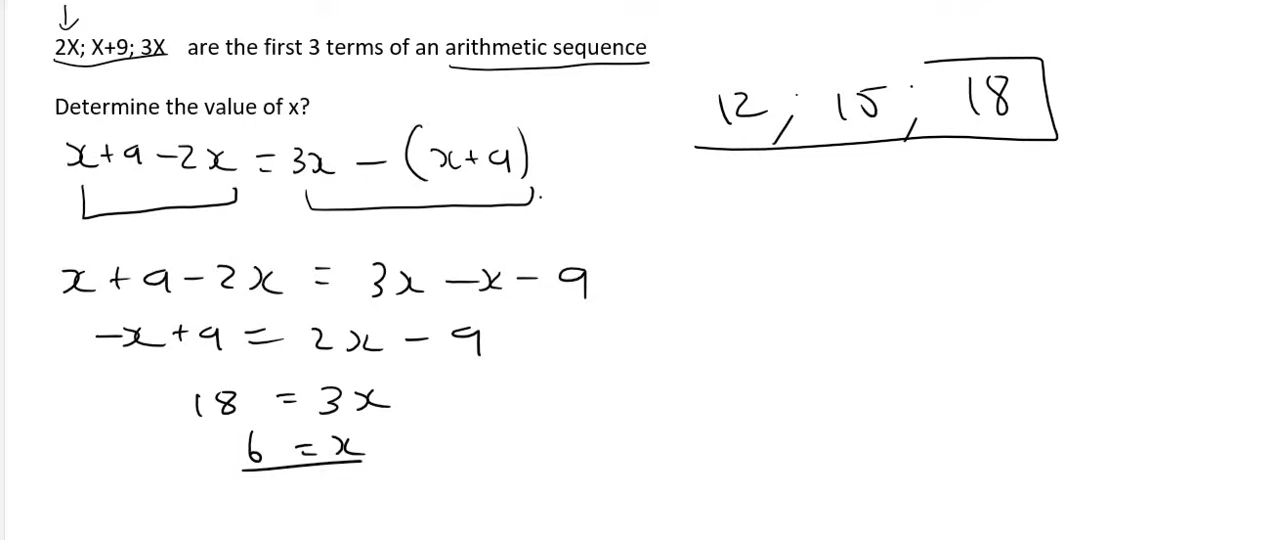 2X; X+9; 3X are the first 3 terms of an arithmetic sequence
12; 15; 18
Determine the value of x?
x+9-2x = 3x - (x+9)
x+9-2x = 3x -x-9
-x+9 = 2x-9
18 = 3x
6 = x